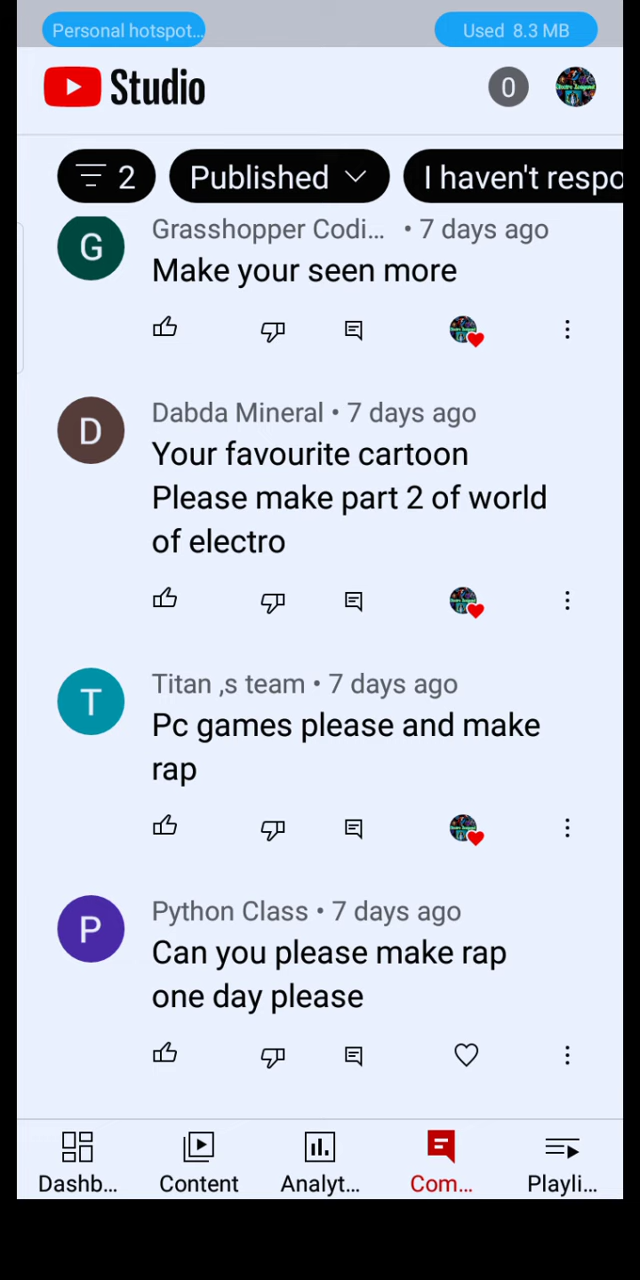 Personal hotspot...
Used 8.3 MB
Studio
0
2
Published
I haven't respo
G
Grasshopper Codi... • 7 days ago
Make your seen more
D
Dabda Mineral • 7 days ago
Your favourite cartoon
Please make part 2 of world
of electro
T
Titan ,s team • 7 days ago
Pc games please and make
rap
P
Python Class • 7 days ago
Can you please make rap
one day please
Dashb...
Content
Analyt...
Com...
Playli...